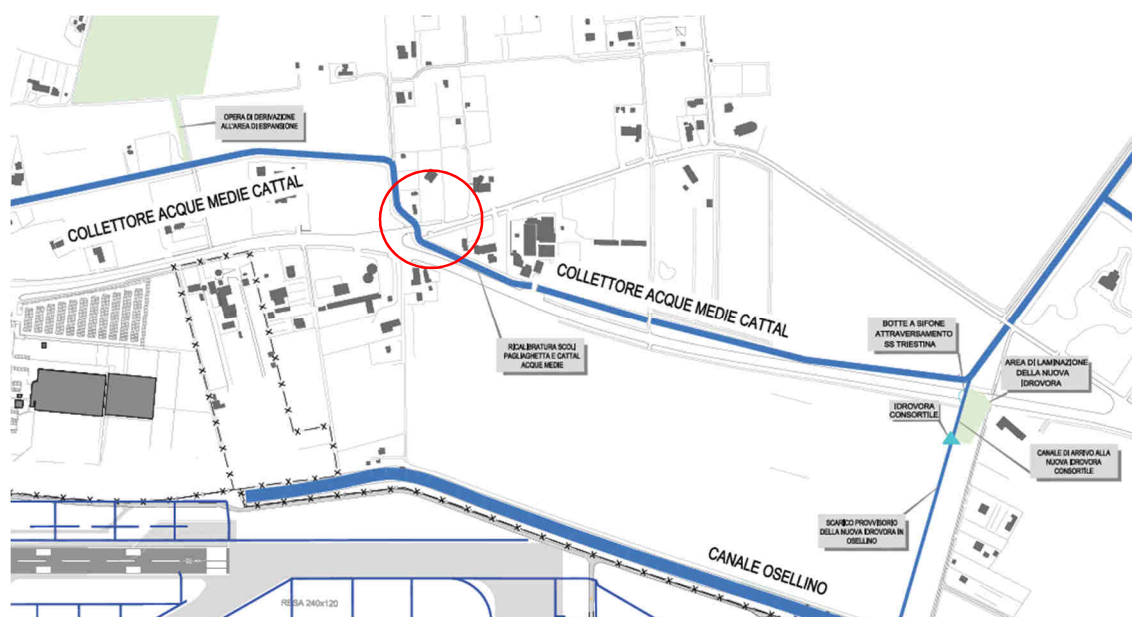 OPERA DI DERIVAZIONE
ALL'AREA DI ESPANSIONE
COLLETTORE ACQUE MEDIE CATTAL
COLLETTORE ACQUE MEDIE CATTAL
RICALIBRATURA SCOLI
PAGLIAGHETTA E CATTAL
ACQUE MEDIE
BOTTE A SIFONE
ATTRAVERSAMENTO
SS TRIESTINA
AREA DI LAMINAZIONE
DELLA NUOVA
IDROVORA
IDROVORA
CONSORTILE
CANALE DI ARRIVO ALLA
NUOVA IDROVORA
CONSORTILE
SCARICO PROVVISORIO
DELLA NUOVA IDROVORA IN
OSELLINO
CANALE OSELLINO
RESA 240x120